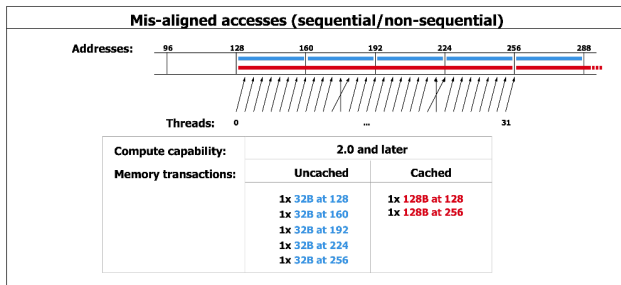 Mis-aligned accesses (sequential/non-sequential)
Addresses: 96 128 160 192 224 256 288
Threads: 0 ... 31
Compute capability: 2.0 and later
Memory transactions: Uncached Cached
1x 32B at 128 1x 128B at 128
1x 32B at 160 1x 128B at 256
1x 32B at 192
1x 32B at 224
1x 32B at 256